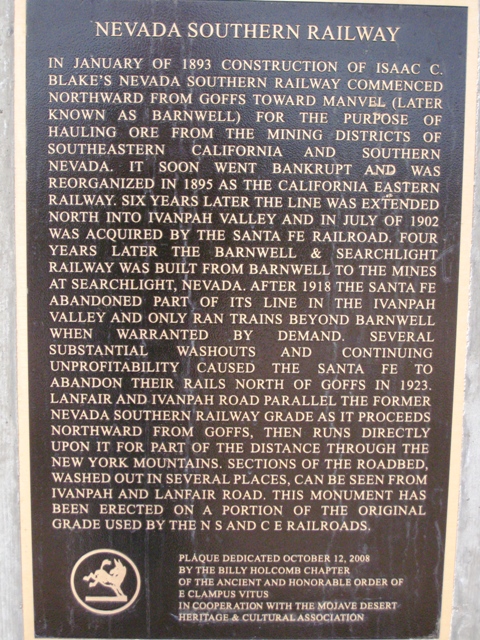 NEVADA SOUTHERN RAILWAY
IN JANUARY OF 1893 CONSTRUCTION OF ISAAC C.
BLAKE'S NEVADA SOUTHERN RAILWAY COMMENCED
NORTHWARD FROM GOFFS TOWARD MANVEL (LATER
KNOWN AS BARNWELL) FOR THE PURPOSE OF
HAULING ORE FROM THE MINING DISTRICTS OF
SOUTHEASTERN CALIFORNIA AND SOUTHERN
NEVADA. IT SOON WENT BANKRUPT AND WAS
REORGANIZED IN 1895 AS THE CALIFORNIA EASTERN
RAILWAY. SIX YEARS LATER THE LINE WAS EXTENDED
NORTH INTO IVANPAH VALLEY AND IN JULY OF 1902
WAS ACQUIRED BY THE SANTA FE RAILROAD. FOUR
YEARS LATER THE BARNWELL & SEARCHLIGHT
RAILWAY WAS BUILT FROM BARNWELL TO THE MINES
AT SEARCHLIGHT, NEVADA. AFTER 1918 THE SANTA FE
ABANDONED PART OF ITS LINE IN THE IVANPAH
VALLEY AND ONLY RAN TRAINS BEYOND BARNWELL
WHEN WARRANTED BY DEMAND. SEVERAL
SUBSTANTIAL WASHOUTS AND CONTINUING
UNPROFITABILITY CAUSED THE SANTA FE TO
ABANDON THEIR RAILS NORTH OF GOFFS IN 1923.
LANFAIR AND IVANPAH ROAD PARALLEL THE FORMER
NEVADA SOUTHERN RAILWAY GRADE AS IT PROCEEDS
NORTHWARD FROM GOFFS, THEN RUNS DIRECTLY
UPON IT FOR PART OF THE DISTANCE THROUGH THE
NEW YORK MOUNTAINS. SECTIONS OF THE ROADBED,
WASHED OUT IN SEVERAL PLACES, CAN BE SEEN FROM
IVANPAH AND LANFAIR ROAD. THIS MONUMENT HAS
BEEN ERECTED ON A PORTION OF THE ORIGINAL
GRADE USED BY THE N S AND C E RAILROADS.
PLAQUE DEDICATED OCTOBER 12, 2008
BY THE BILLY HOLCOMB CHAPTER
OF THE ANCIENT AND HONORABLE ORDER OF
E CLAMPUS VITUS
IN COOPERATION WITH THE MOJAVE DESERT
HERITAGE & CULTURAL ASSOCIATION